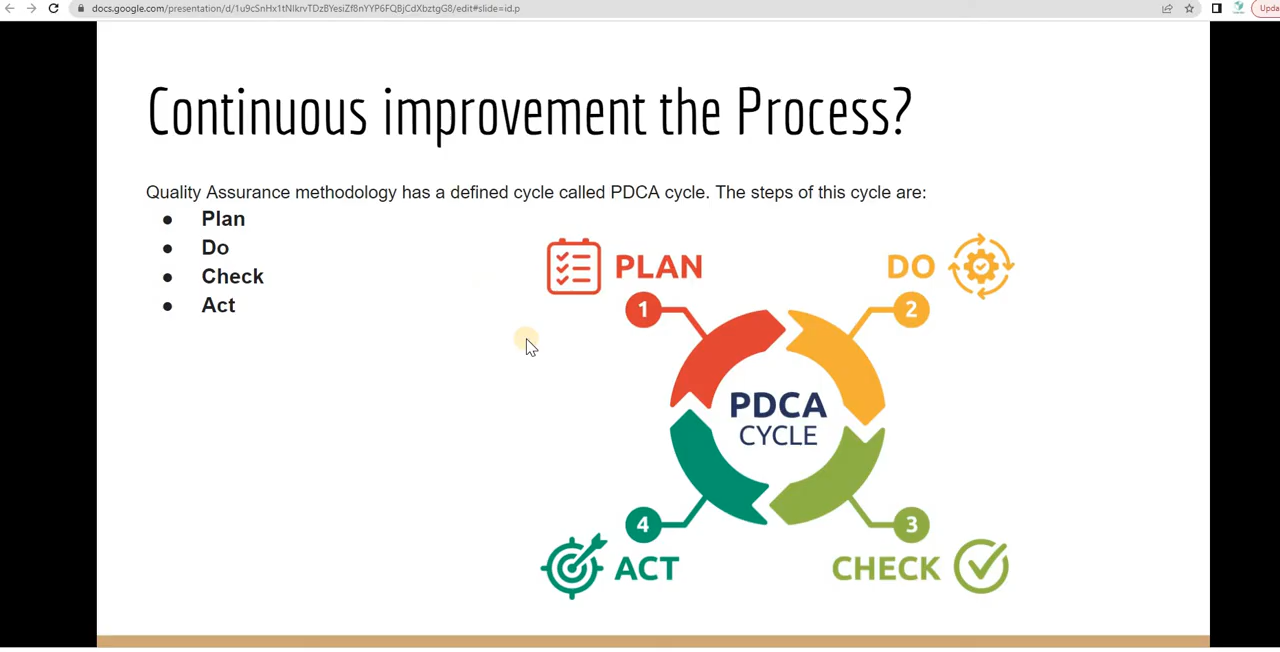 docs.google.com/presentation/d/1u9cSnHx1tNlkrvTDzBYesiZf8nYYP6FQBjCdXbztgG8/edit#slide=id.p
Upda
Continuous improvement the Process?
Quality Assurance methodology has a defined cycle called PDCA cycle. The steps of this cycle are:
● Plan
● Do
● Check
● Act
PLAN
1
DO
2
PDCA
CYCLE
4
ACT
3
CHECK